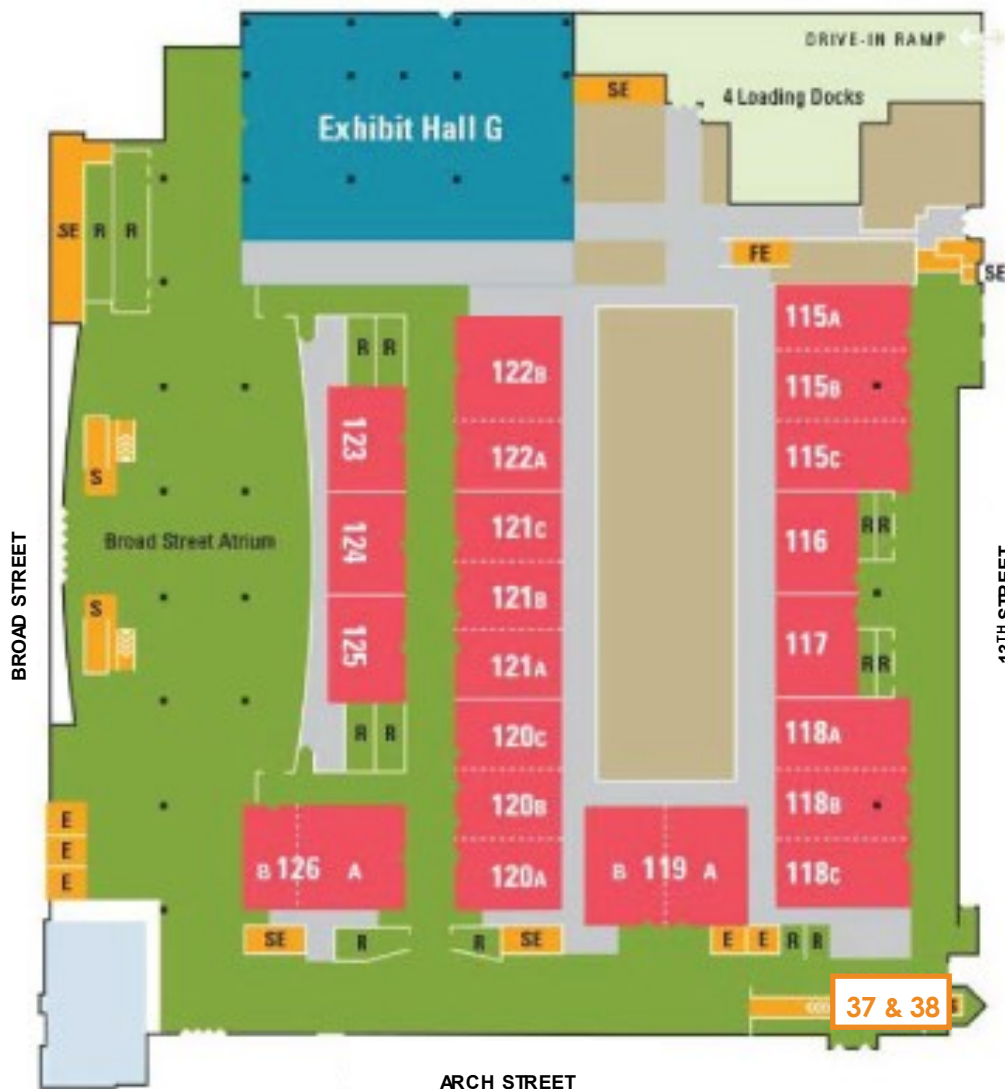 DRIVE-IN RAMP
SE
4 Loading Docks
Exhibit Hall G
SE R R
FE
SE
115A
R R
122B
115B
123
S
122A
115C
121C
R R
124
116
Broad Street Atrium
BROAD STREET
13TH STREET
121B
S
125
117
121A
R R
R R
120C
118A
E
120B
118B
E
E
B 126 A
120A
B 119 A
118C
SE
R
R
SE
E E R R
37 & 38
ARCH STREET